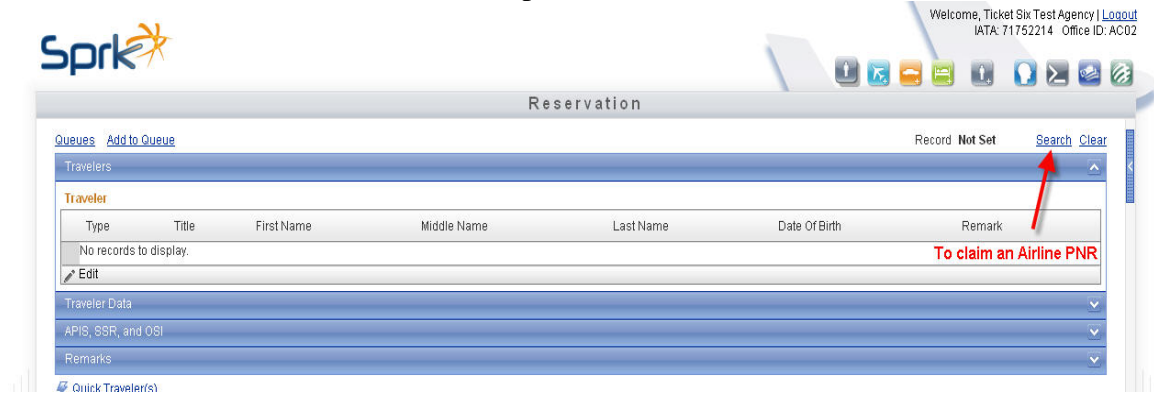 Welcome, Ticket Six Test Agency | Logout
IATA: 71752214 Office ID: AC02
Sprk
Reservation
Queues Add to Queue Record Not Set Search Clear
Travelers
Traveler
Type Title First Name Middle Name Last Name Date Of Birth Remark
No records to display.
To claim an Airline PNR
Edit
Traveler Data
APIS, SSR, and OSI
Remarks
Quick Traveler(s)